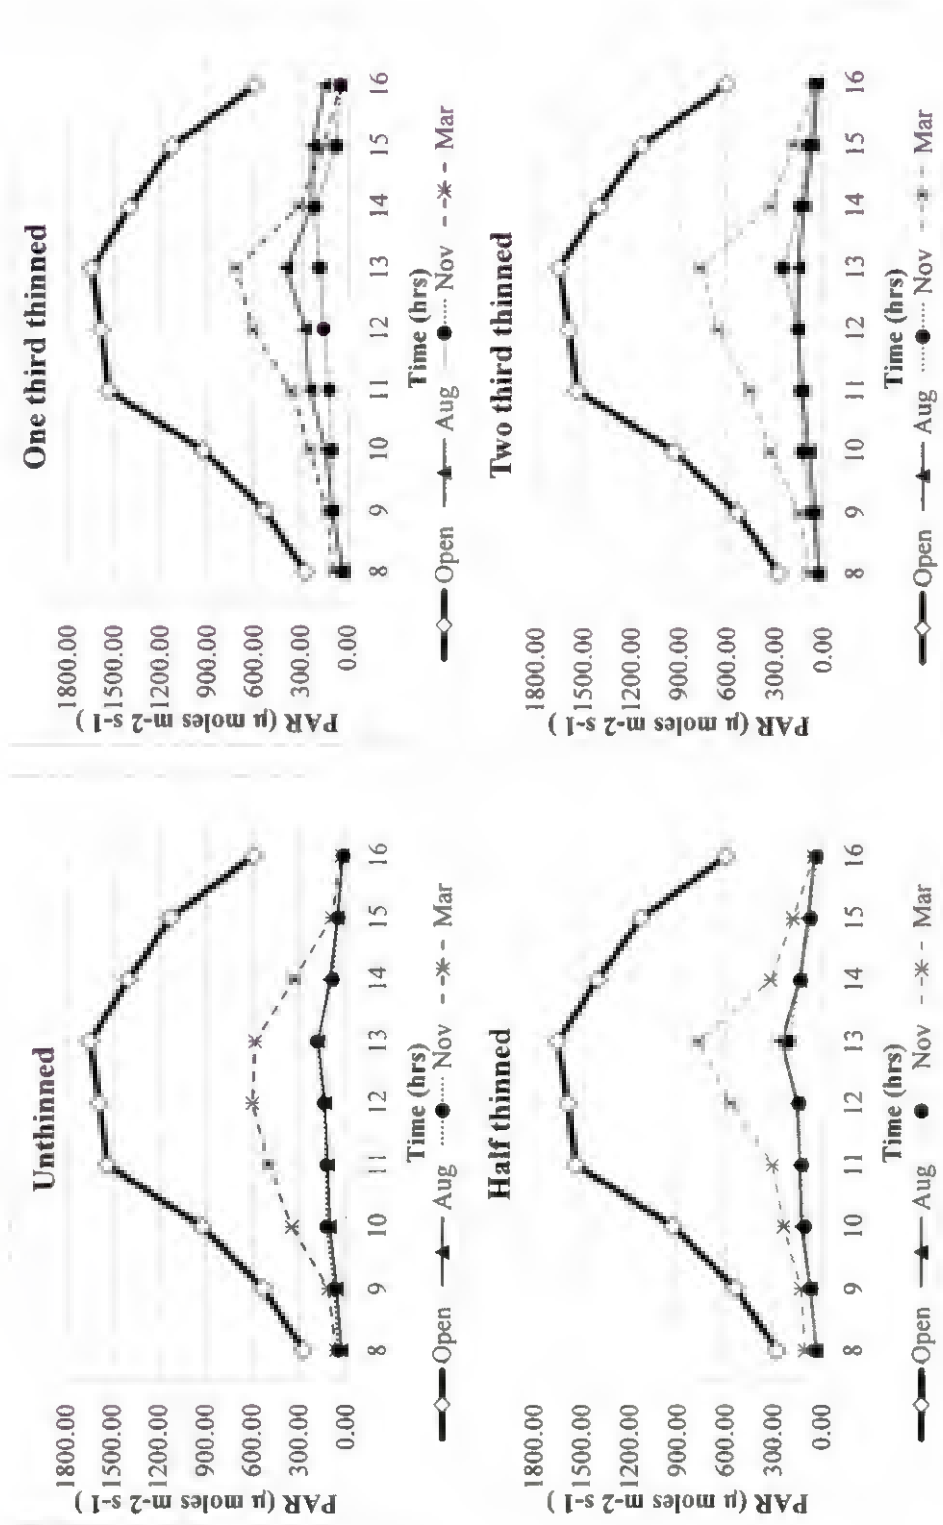 Unthinned
PAR (µ moles m-2 s-1 )
1800.00
1500.00
1200.00
900.00
600.00
300.00
0.00
8 9 10 11 12 13 14 15 16
Time (hrs)
Open Aug Nov Mar
One third thinned
PAR (µ moles m-2 s-1 )
1800.00
1500.00
1200.00
900.00
600.00
300.00
0.00
8 9 10 11 12 13 14 15 16
Time (hrs)
Open Aug Nov Mar
Half thinned
PAR (µ moles m-2 s-1 )
1800.00
1500.00
1200.00
900.00
600.00
300.00
0.00
8 9 10 11 12 13 14 15 16
Time (hrs)
Open Aug Nov Mar
Two third thinned
PAR (µ moles m-2 s-1 )
1800.00
1500.00
1200.00
900.00
600.00
300.00
0.00
8 9 10 11 12 13 14 15 16
Time (hrs)
Open Aug Nov Mar